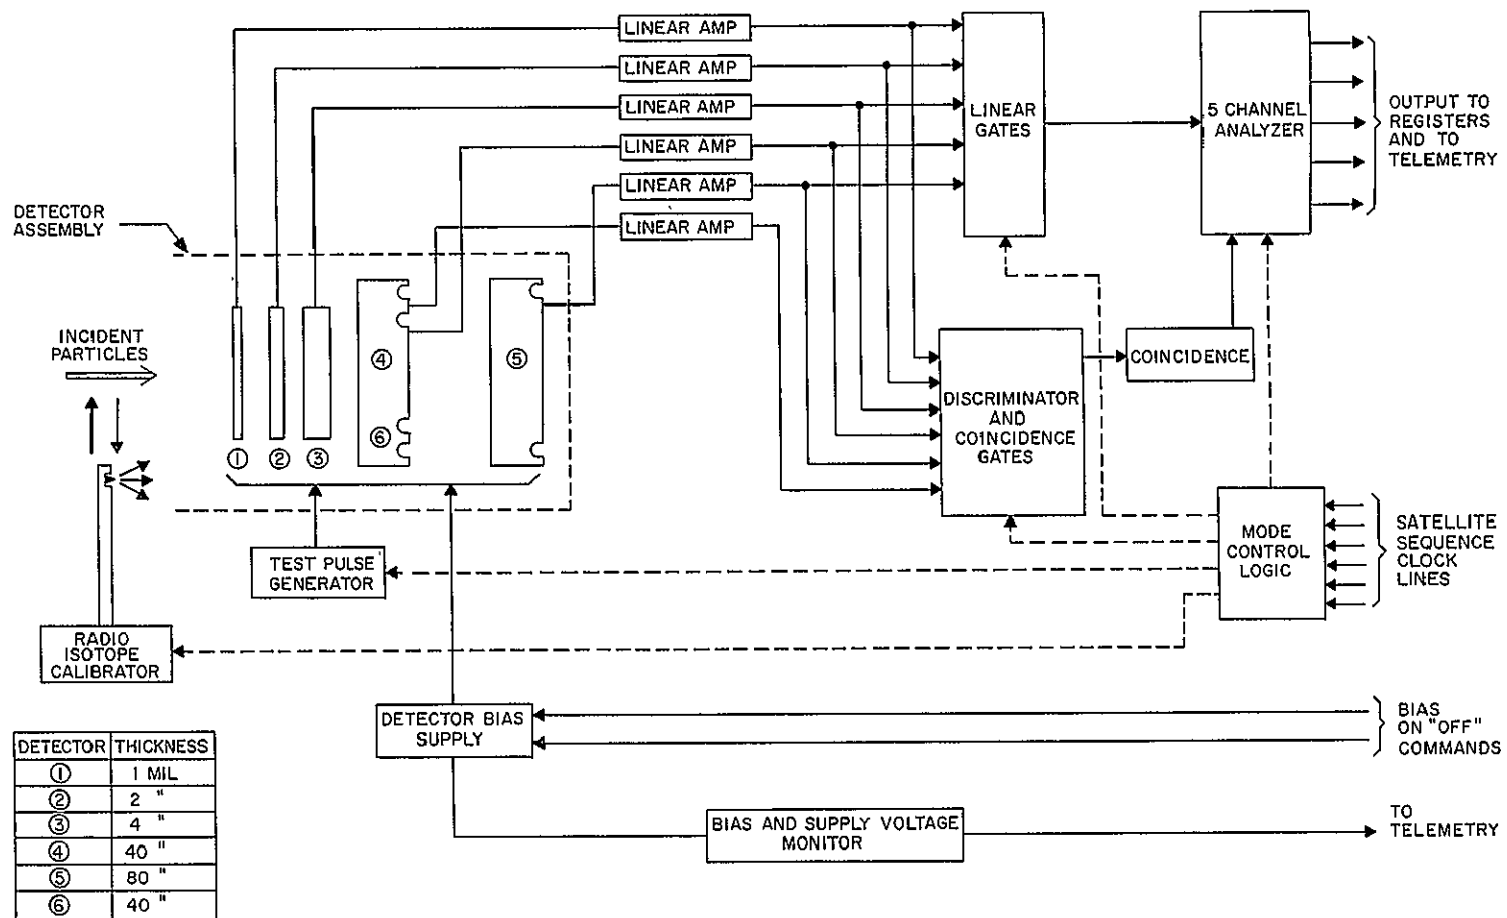 LINEAR AMP
LINEAR AMP
LINEAR AMP
LINEAR AMP
LINEAR AMP
LINEAR AMP
LINEAR
GATES
5 CHANNEL
ANALYZER
OUTPUT TO
REGISTERS
AND TO
TELEMETRY
DETECTOR
ASSEMBLY
INCIDENT
PARTICLES
④
⑤
⑥
① ② ③
COINCIDENCE
DISCRIMINATOR
AND
COINCIDENCE
GATES
MODE
CONTROL
LOGIC
SATELLITE
SEQUENCE
CLOCK
LINES
TEST PULSE
GENERATOR
RADIO
ISOTOPE
CALIBRATOR
DETECTOR BIAS
SUPPLY
BIAS
ON "OFF"
COMMANDS
BIAS AND SUPPLY VOLTAGE
MONITOR
TO
TELEMETRY
DETECTOR THICKNESS
① 1 MIL
② 2 "
③ 4 "
④ 40 "
⑤ 80 "
⑥ 40 "